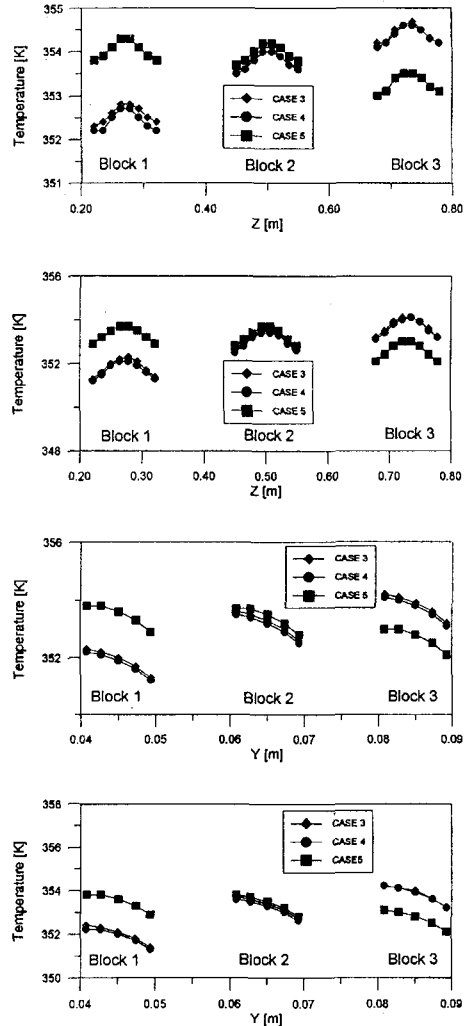 355
354
353
352
351
Temperature [K]
CASE 3
CASE 4
CASE 5
Block 1
Block 2
Block 3
0.20
0.40
0.60
0.80
Z [m]
356
352
348
Temperature [K]
CASE 3
CASE 4
CASE 5
Block 1
Block 2
Block 3
0.20
0.30
0.40
0.50
0.60
0.70
0.80
Z [m]
356
352
Temperature [K]
CASE 3
CASE 4
CASE 5
Block 1
Block 2
Block 3
0.04
0.05
0.06
0.07
0.08
0.09
Y [m]
358
356
354
352
350
Temperature [K]
CASE 3
CASE 4
CASE5
Block 1
Block 2
Block 3
0.04
0.05
0.06
0.07
0.08
0.09
Y [m]